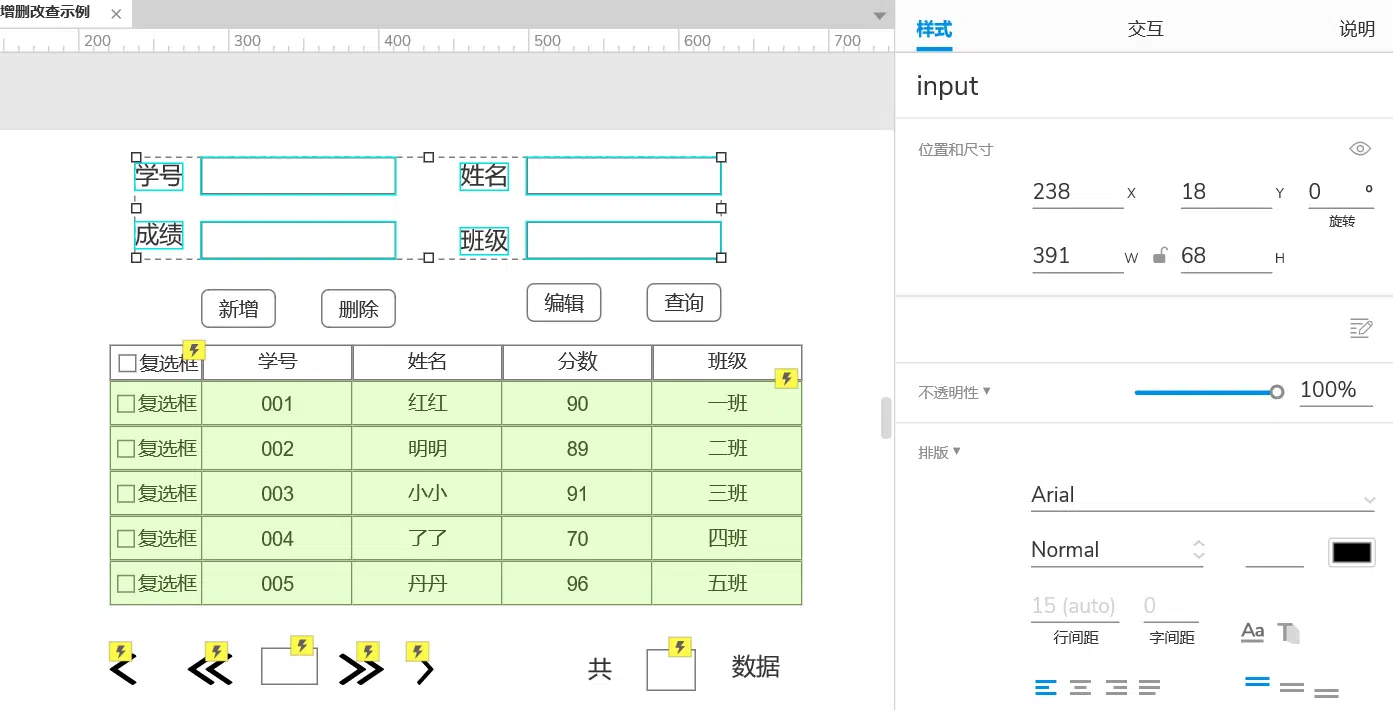 增删改查示例
样式 交互 说明
200 300 400 500 600 700
input
位置和尺寸
238 X 18 Y 0 °
旋转
391 W 68 H
学号 姓名
成绩 班级
新增 删除 编辑 查询
复选框 学号 姓名 分数 班级
复选框 001 红红 90 一班
复选框 002 明明 89 二班
复选框 003 小小 91 三班
复选框 004 了了 70 四班
复选框 005 丹丹 96 五班
共 数据
不透明性 100%
排版
Arial
Normal
15 (auto) 0
行间距 字间距
Aa